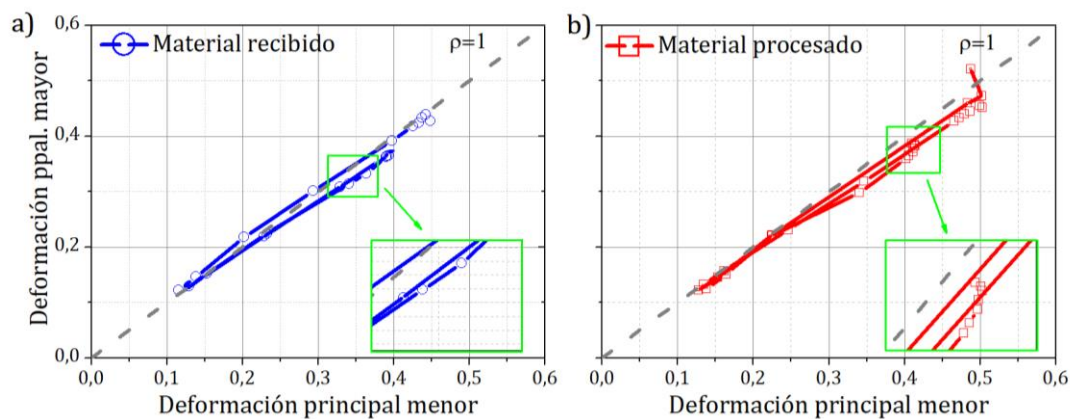 a)
0,6
Material recibido
ρ=1
Deformación ppal. mayor
0,4
0,2
0,0
0,0 0,1 0,2 0,3 0,4 0,5 0,6
Deformación principal menor
b)
Material procesado
ρ=1
0,0 0,1 0,2 0,3 0,4 0,5 0,6
Deformación principal menor